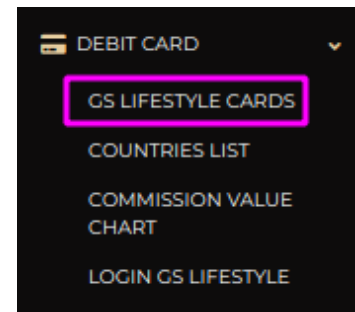 DEBIT CARD
GS LIFESTYLE CARDS
COUNTRIES LIST
COMMISSION VALUE
CHART
LOGIN GS LIFESTYLE